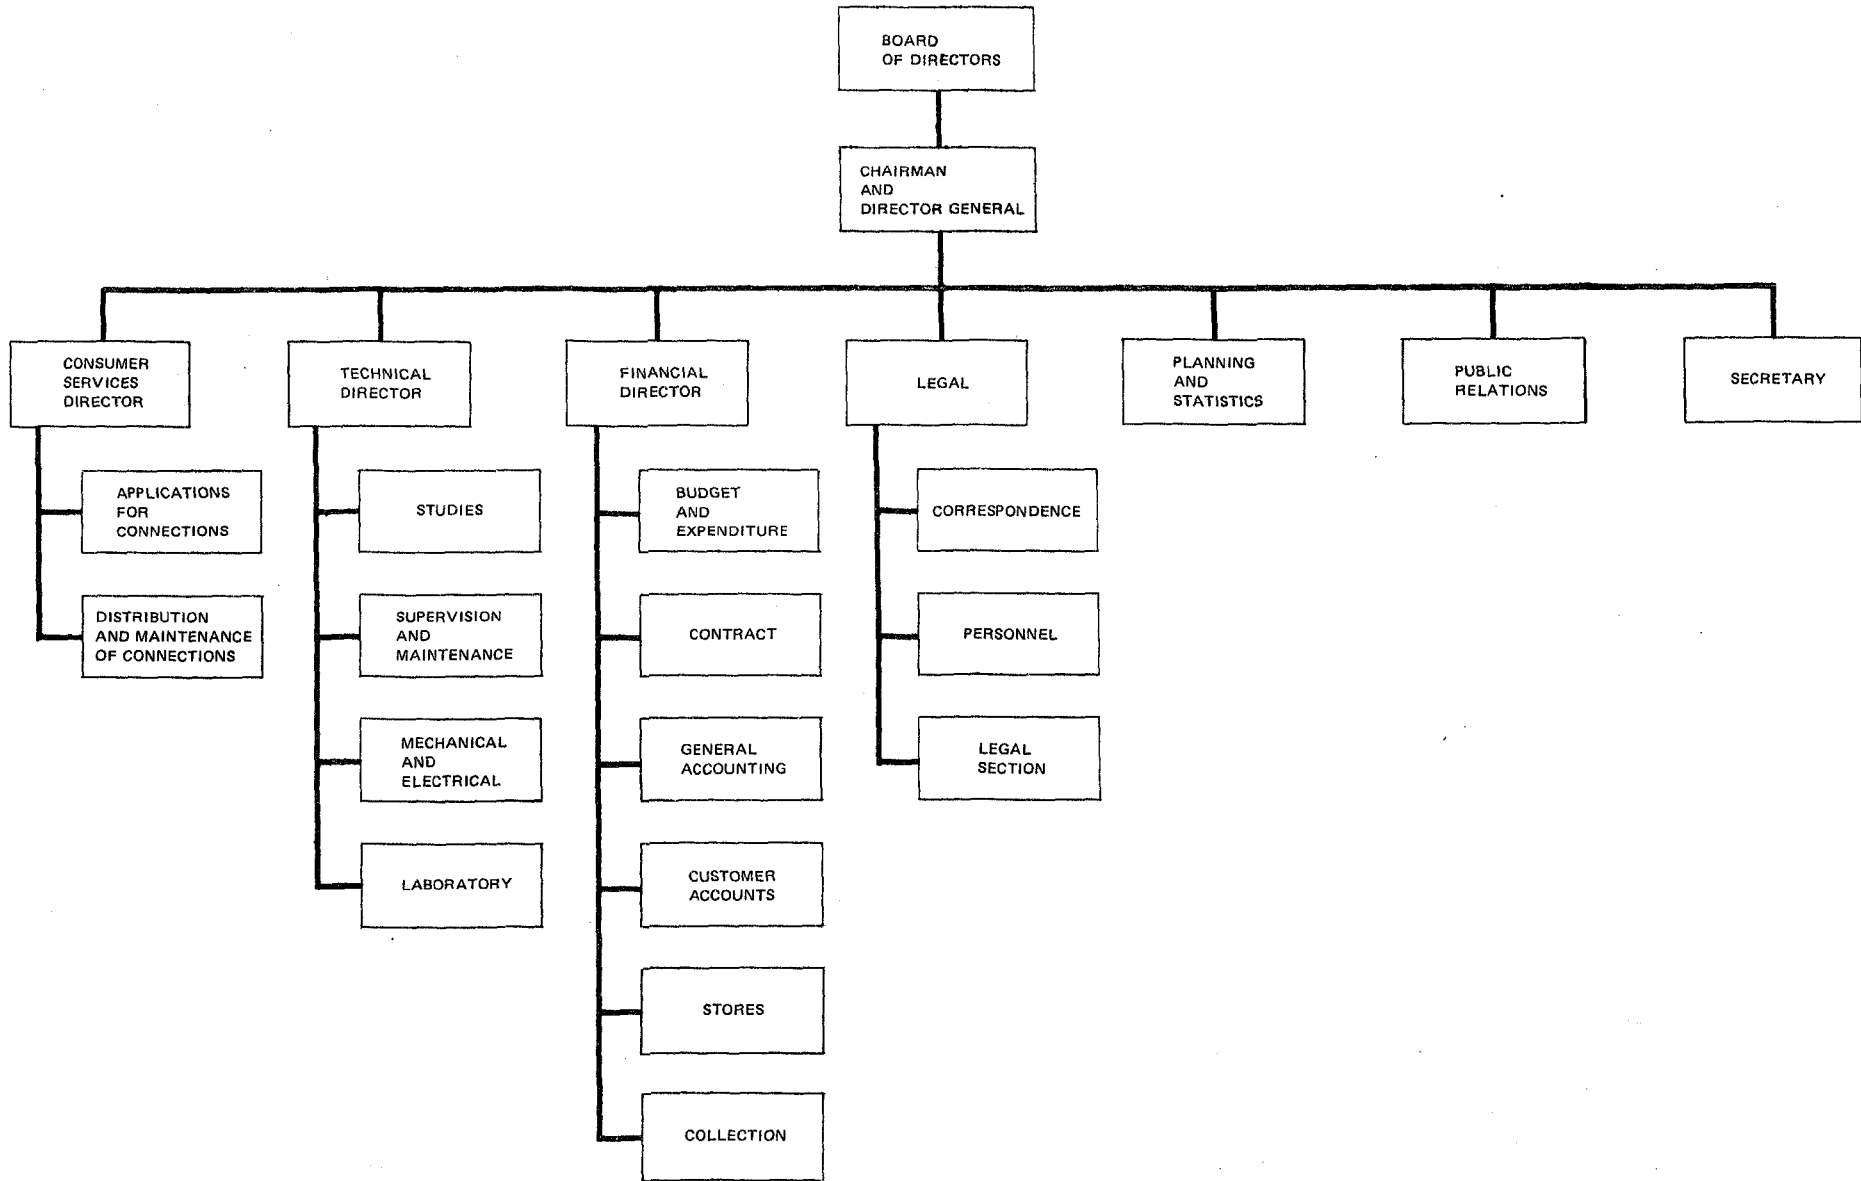 BOARD
OF DIRECTORS
CHAIRMAN
AND
DIRECTOR GENERAL
CONSUMER
SERVICES
DIRECTOR
TECHNICAL
DIRECTOR
FINANCIAL
DIRECTOR
LEGAL
PLANNING
AND
STATISTICS
PUBLIC
RELATIONS
SECRETARY
APPLICATIONS
FOR
CONNECTIONS
STUDIES
BUDGET
AND
EXPENDITURE
CORRESPONDENCE
DISTRIBUTION
AND MAINTENANCE
OF CONNECTIONS
SUPERVISION
AND
MAINTENANCE
CONTRACT
PERSONNEL
MECHANICAL
AND
ELECTRICAL
GENERAL
ACCOUNTING
LEGAL
SECTION
LABORATORY
CUSTOMER
ACCOUNTS
STORES
COLLECTION